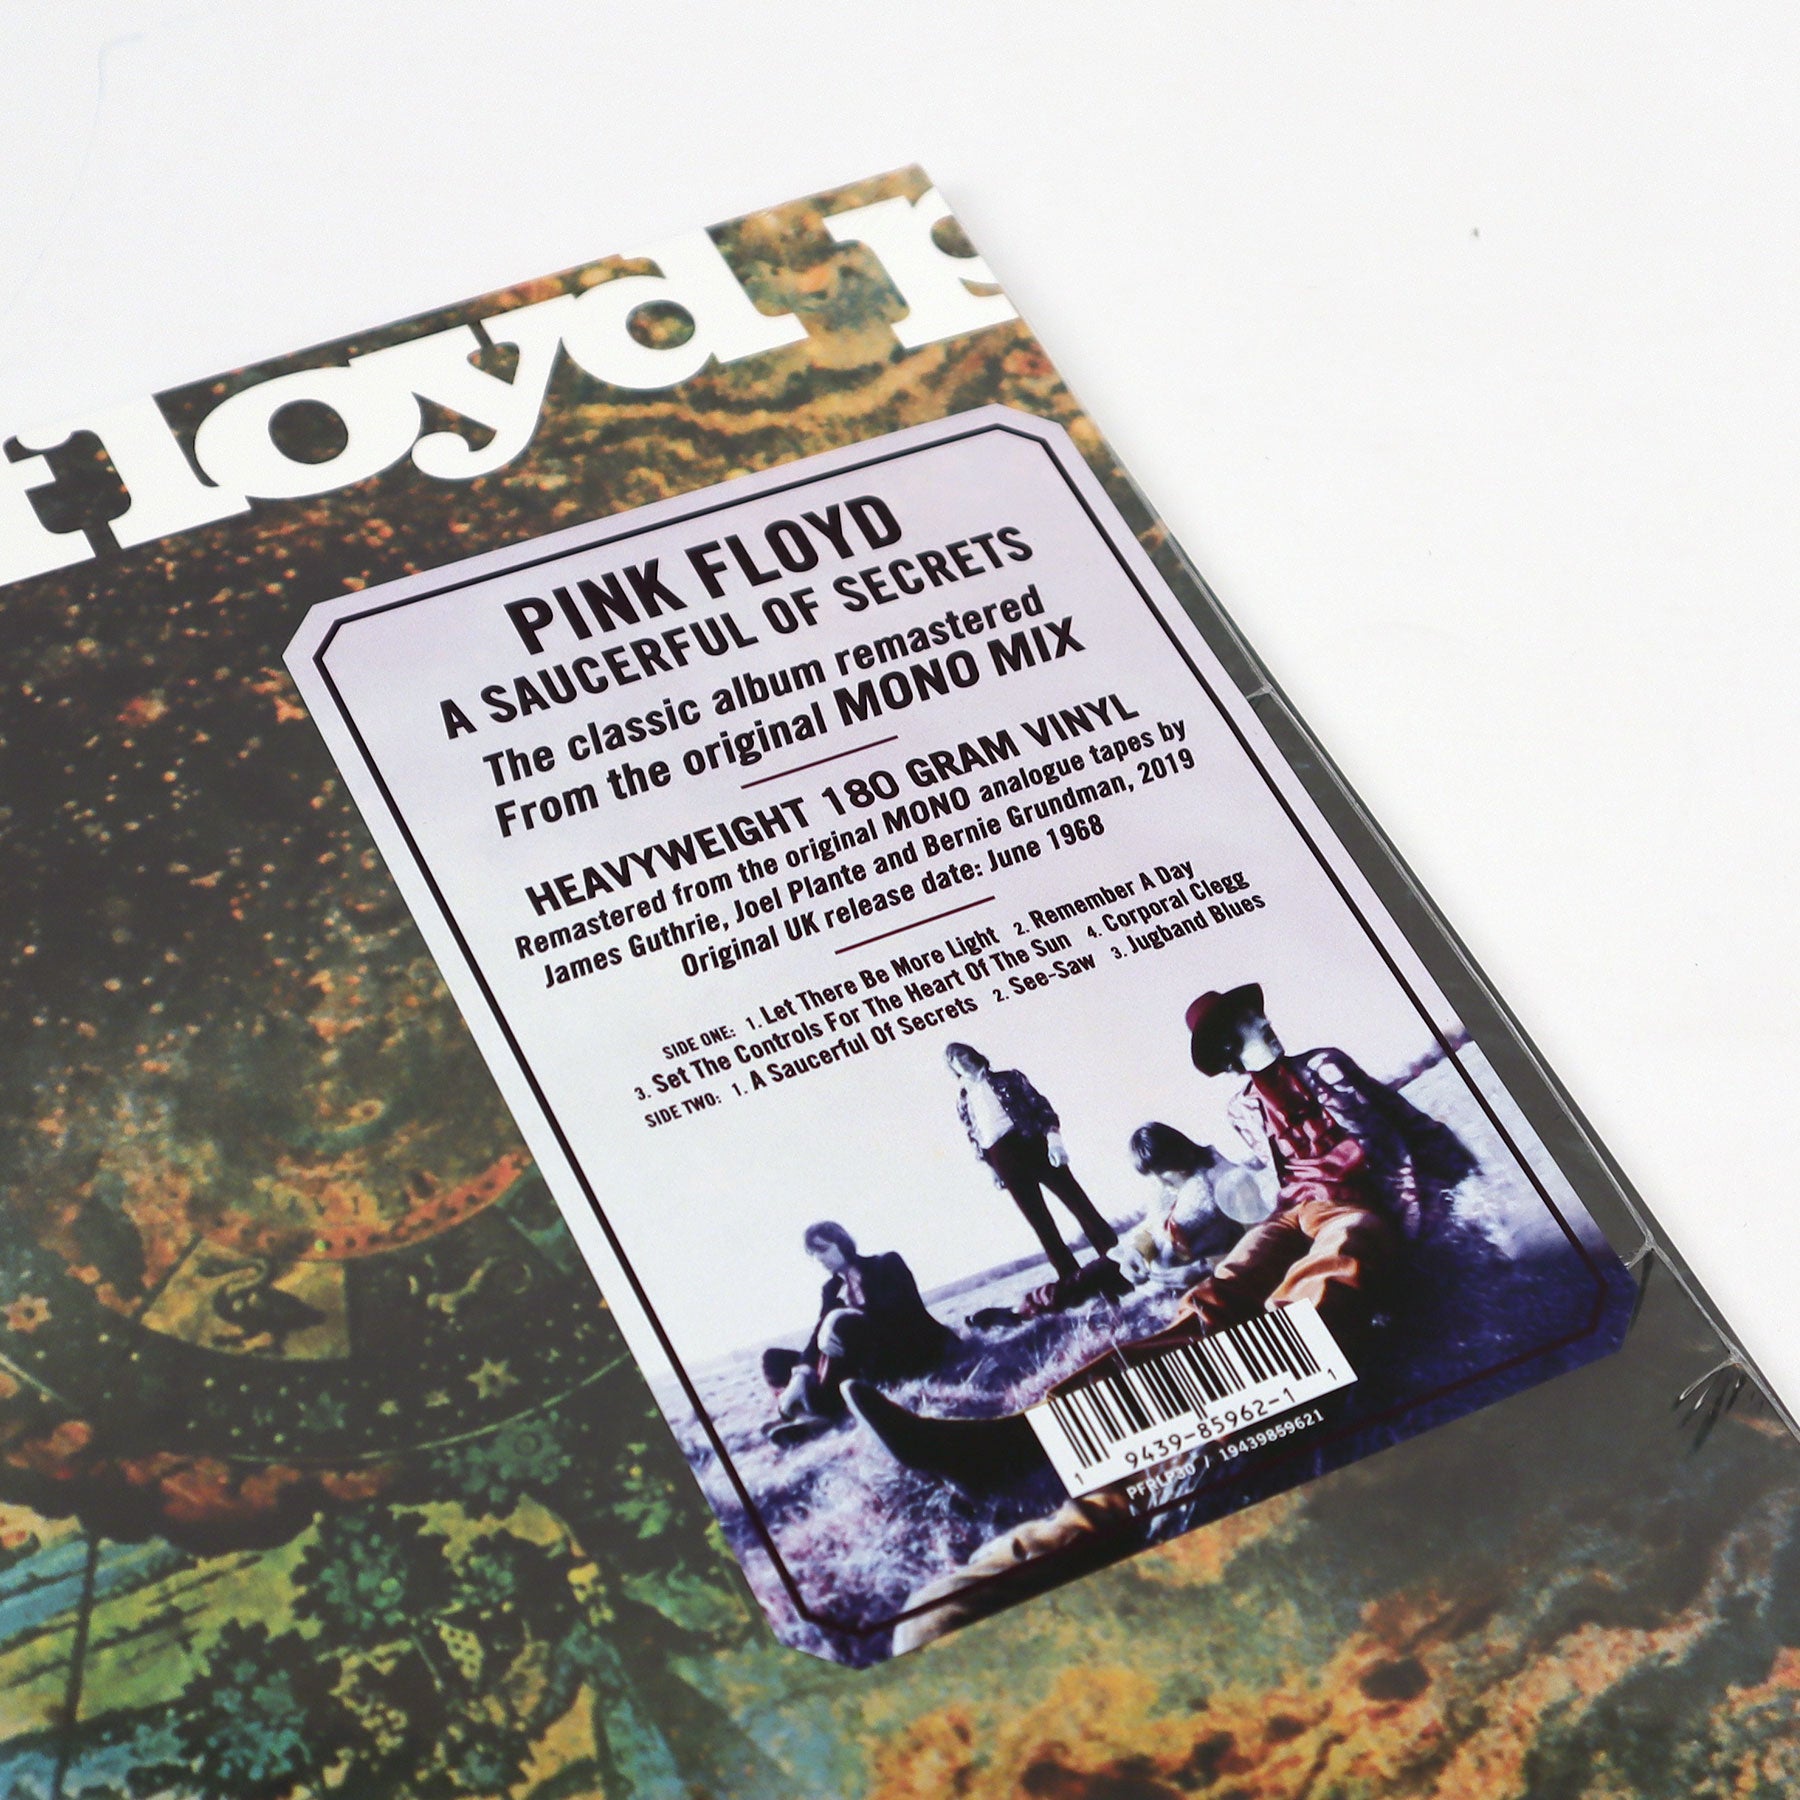 floyd p
PINK FLOYD
A SAUCERFUL OF SECRETS
The classic album remastered
From the original MONO MIX
HEAVYWEIGHT 180 GRAM VINYL
Remastered from the original MONO analogue tapes by
James Guthrie, Joel Plante and Bernie Grundman, 2019
Original UK release date: June 1968
SIDE ONE: 1. Let There Be More Light 2. Remember A Day
3. Set The Controls For The Heart Of The Sun 4. Corporal Clegg
SIDE TWO: 1. A Saucerful Of Secrets 2. See-Saw 3. Jugband Blues
1 9439-85962-1 1
PFRLP30 / 19439859621